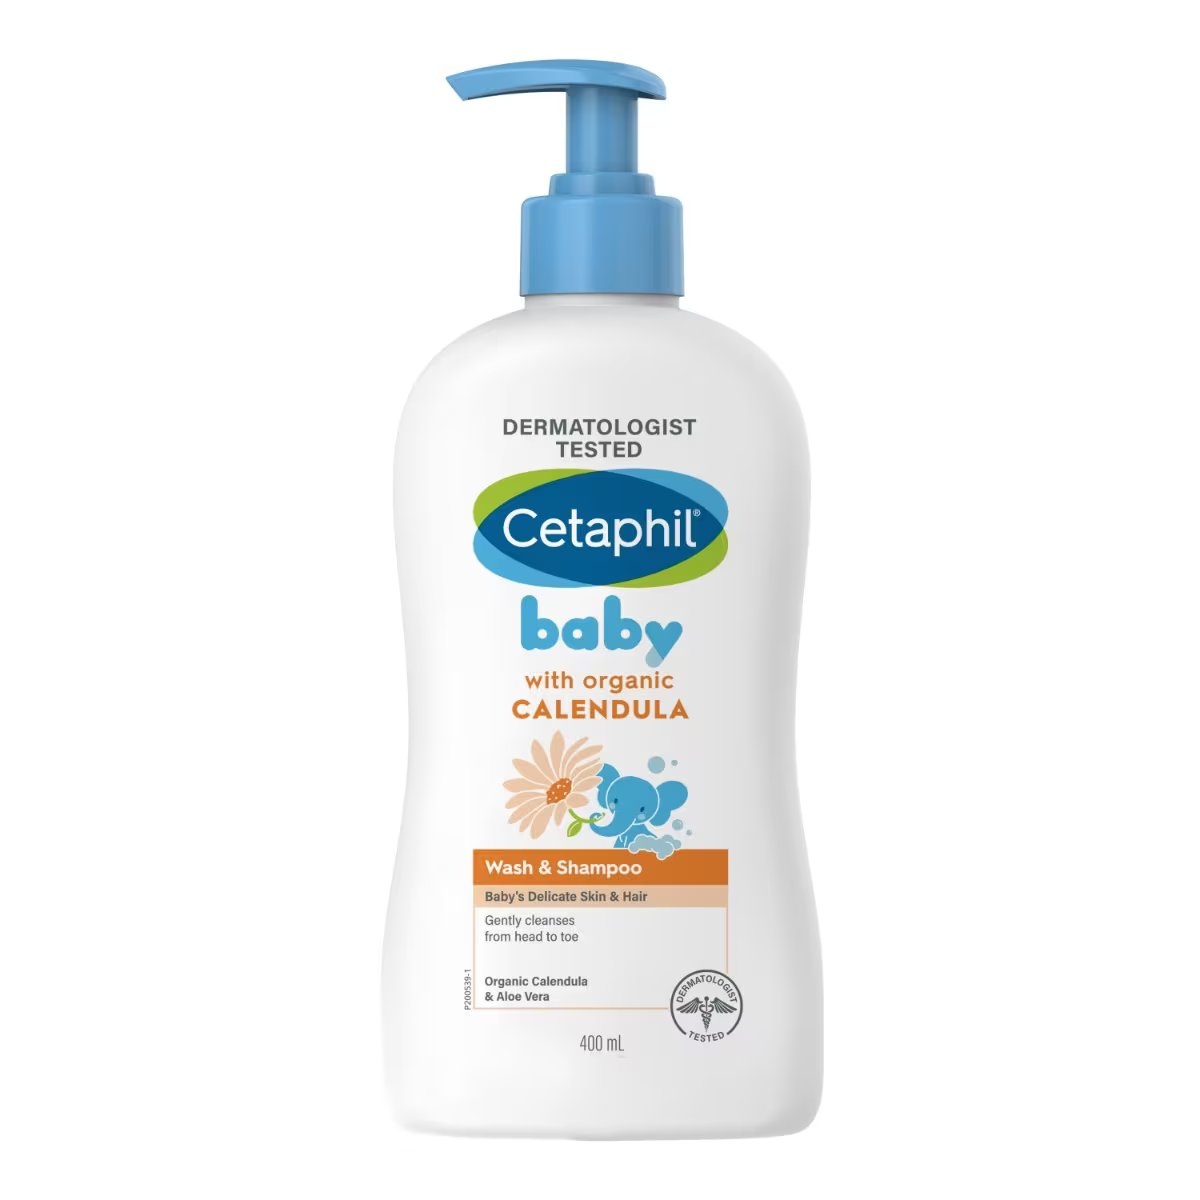 DERMATOLOGIST
TESTED
Cetaphil®
baby
with organic
CALENDULA
Wash & Shampoo
Baby's Delicate Skin & Hair
Gently cleanses
from head to toe
Organic Calendula
& Aloe Vera
P200539-1
DERMATOLOGIST
TESTED
400 mL